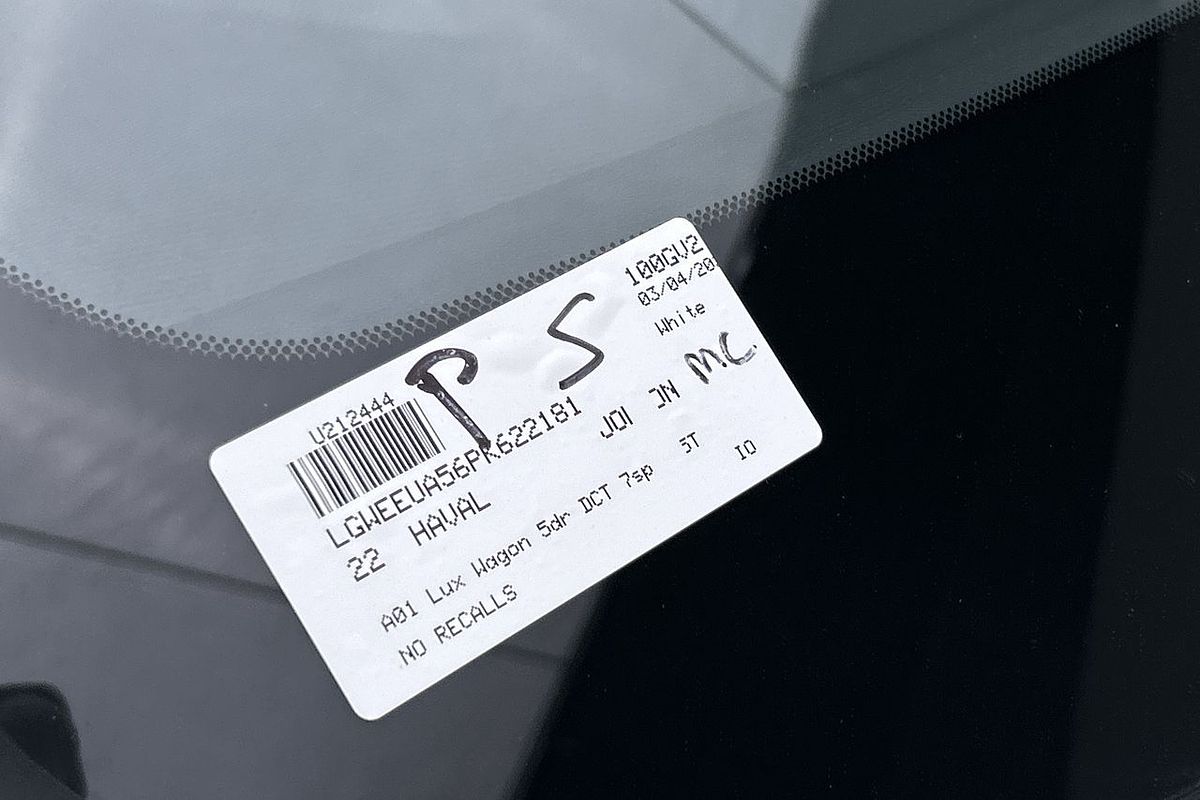 100GV2
03/04/20
White
P S
MC
U212444
LGWEEUA56PK622181
22 HAVAL JOI JN
A01 Lux Wagon 5dr DCT 7sp ST IO
NO RECALLS